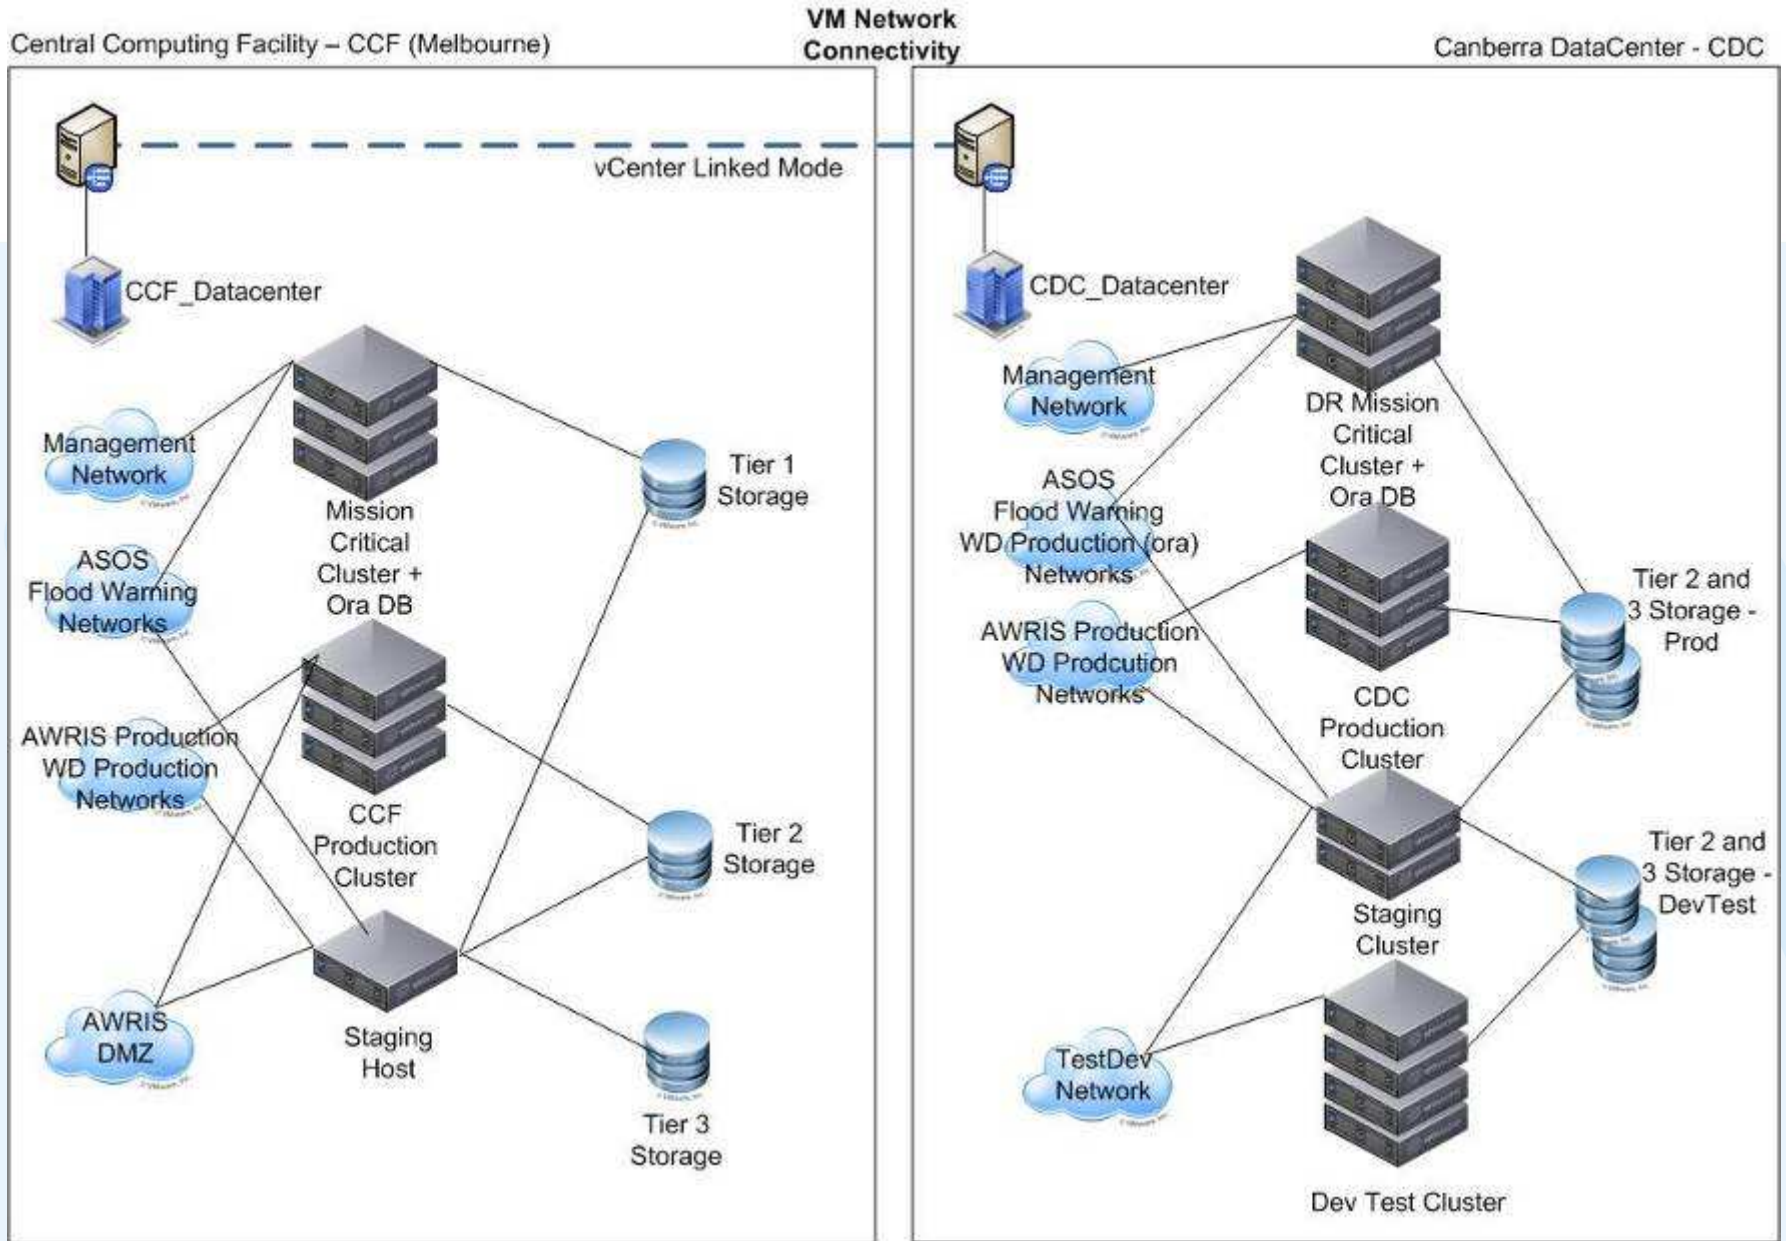 VM Network
Connectivity
Central Computing Facility – CCF (Melbourne)
Canberra DataCenter - CDC
vCenter Linked Mode
CCF_Datacenter
Management
Network
Mission
Critical
Cluster +
Ora DB
Tier 1
Storage
ASOS
Flood Warning
Networks
AWRIS Production
WD Production
Networks
CCF
Production
Cluster
Tier 2
Storage
AWRIS
DMZ
Staging
Host
Tier 3
Storage
CDC_Datacenter
Management
Network
DR Mission
Critical
Cluster +
Ora DB
ASOS
Flood Warning
WD Production (ora)
Networks
AWRIS Production
WD Prodcution
Networks
CDC
Production
Cluster
Tier 2 and
3 Storage -
Prod
Staging
Cluster
Tier 2 and
3 Storage -
DevTest
TestDev
Network
Dev Test Cluster